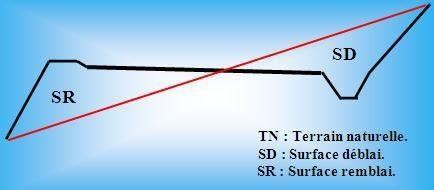 SD
SR
TN : Terrain naturelle.
SD : Surface déblai.
SR : Surface remblai.